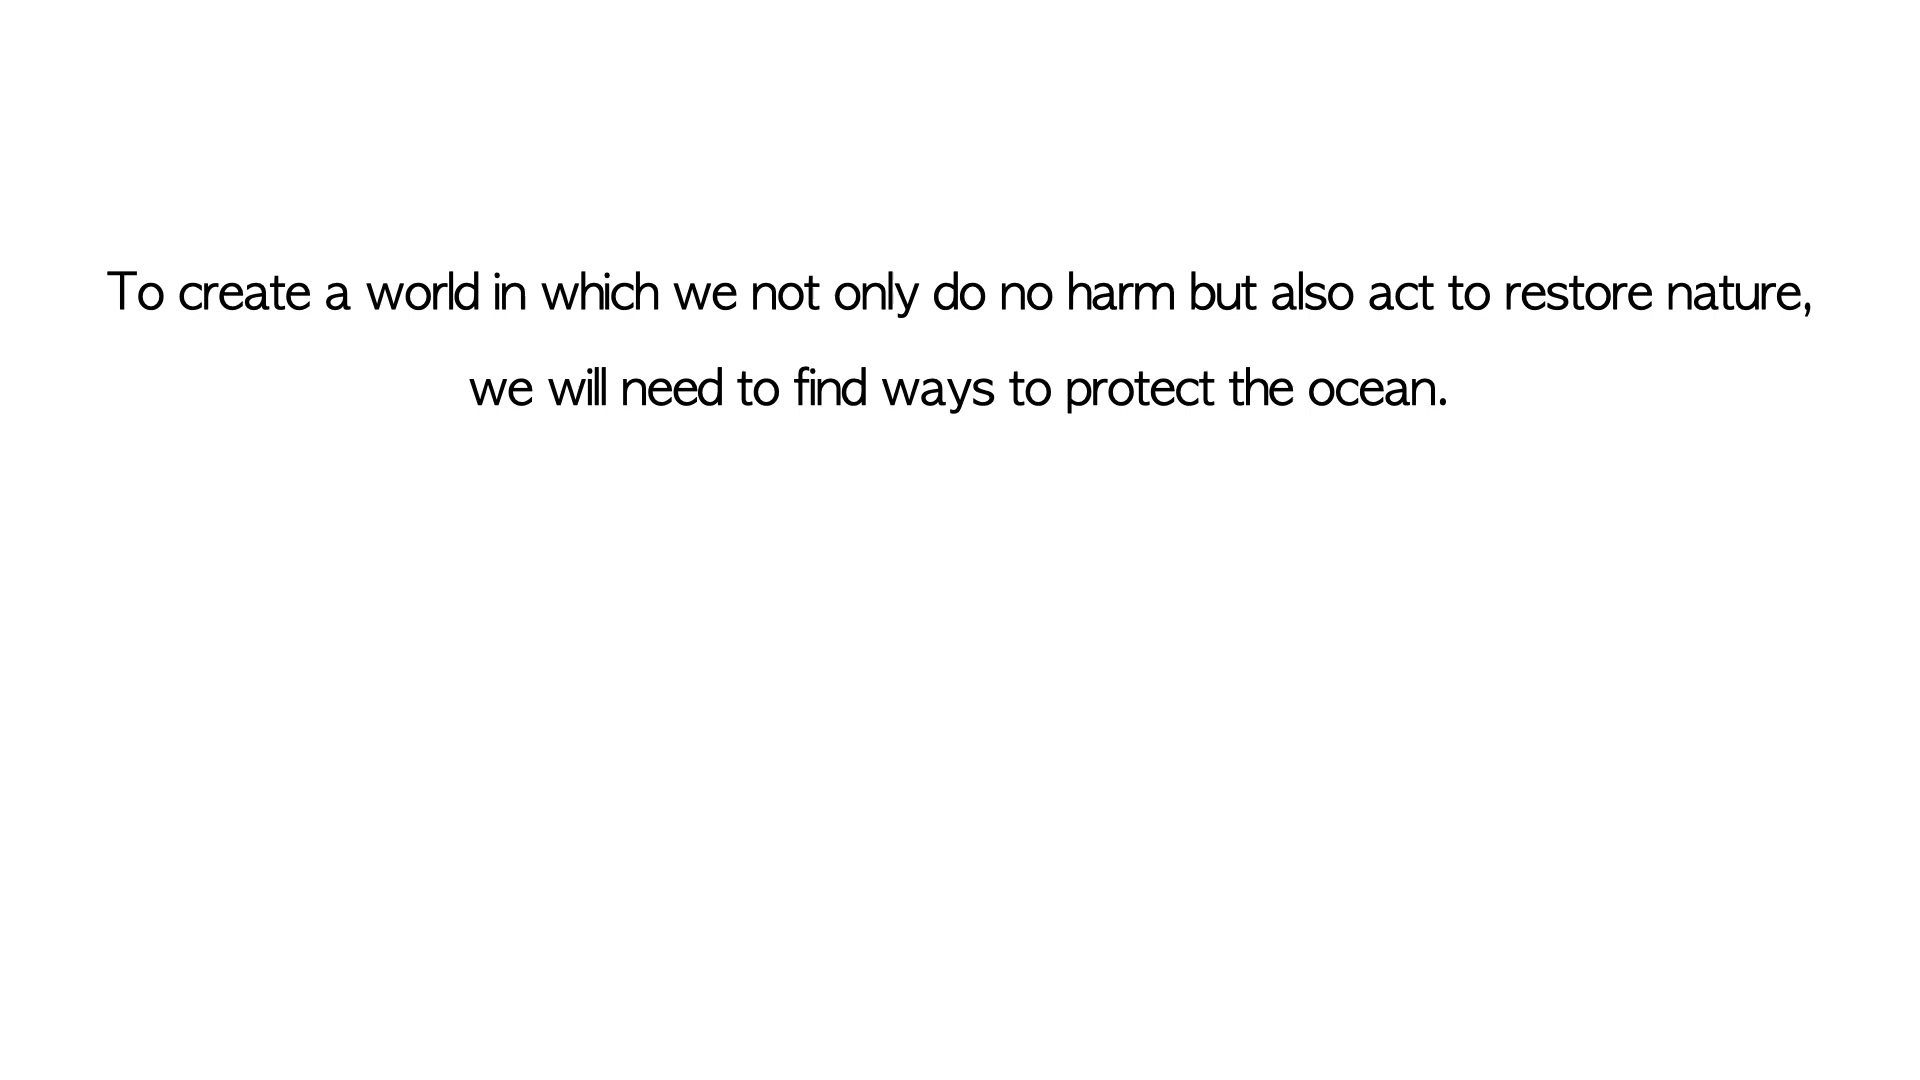 To create a world in which we not only do no harm but also act to restore nature,
we will need to find ways to protect the ocean.